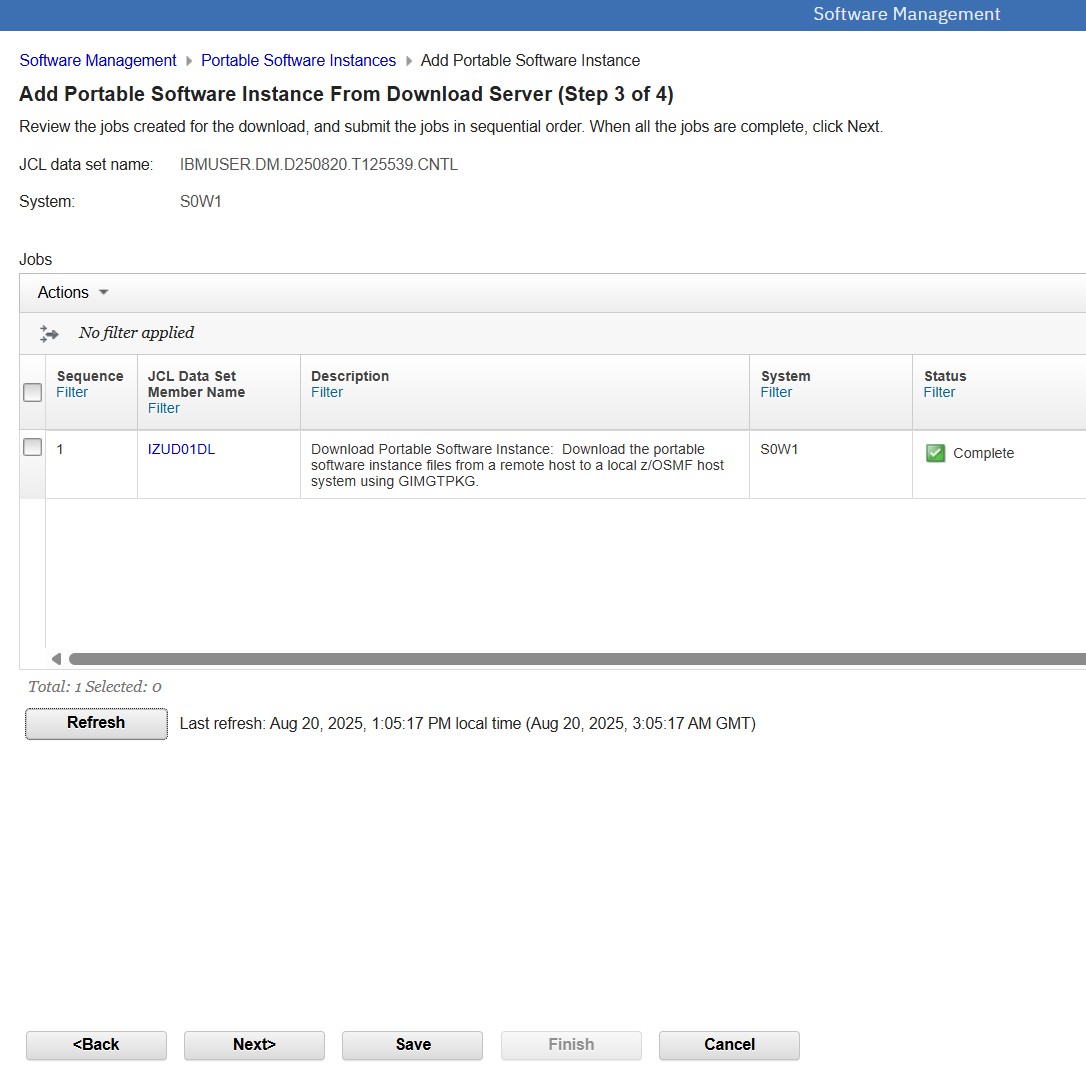 Software Management
Software Management Portable Software Instances Add Portable Software Instance
Add Portable Software Instance From Download Server (Step 3 of 4)
Review the jobs created for the download, and submit the jobs in sequential order. When all the jobs are complete, click Next.
JCL data set name: IBMUSER.DM.D250820.T125539.CNTL
System: S0W1
Jobs
Actions
No filter applied
Sequence
Filter
JCL Data Set
Member Name
Filter
Description
Filter
System
Filter
Status
Filter
1
IZUD01DL
Download Portable Software Instance: Download the portable
software instance files from a remote host to a local z/OSMF host
system using GIMGTPKG.
S0W1
Complete
Total: 1 Selected: 0
Refresh Last refresh: Aug 20, 2025, 1:05:17 PM local time (Aug 20, 2025, 3:05:17 AM GMT)
<Back Next> Save Finish Cancel